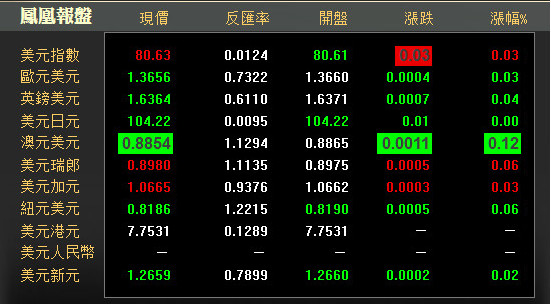 鳳凰報盤 現價 反匯率 開盤 漲跌 漲幅%
美元指數 80.63 0.0124 80.61 0.03 0.03
歐元美元 1.3656 0.7322 1.3660 0.0004 0.03
英鎊美元 1.6364 0.6110 1.6371 0.0007 0.04
美元日元 104.22 0.0095 104.22 0.01 0.00
澳元美元 0.8854 1.1294 0.8865 0.0011 0.12
美元瑞郎 0.8980 1.1135 0.8975 0.0005 0.06
美元加元 1.0665 0.9376 1.0662 0.0003 0.03
紐元美元 0.8186 1.2215 0.8190 0.0005 0.06
美元港元 7.7531 0.1289 7.7531 — —
美元人民幣 — — — — —
美元新元 1.2659 0.7899 1.2660 0.0002 0.02